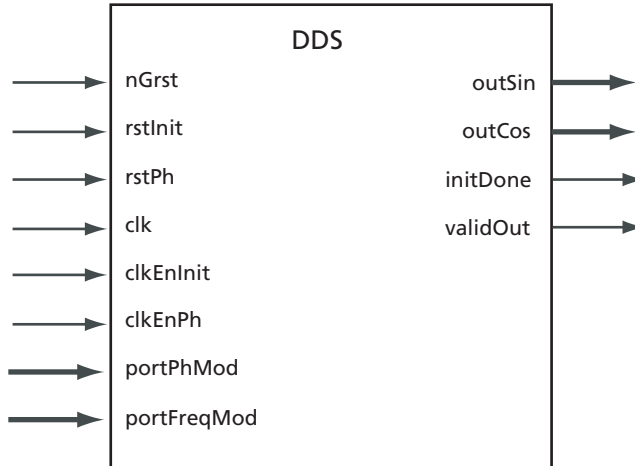 DDS
nGrst
rstInit
rstPh
clk
clkEnInit
clkEnPh
portPhMod
portFreqMod
outSin
outCos
initDone
validOut